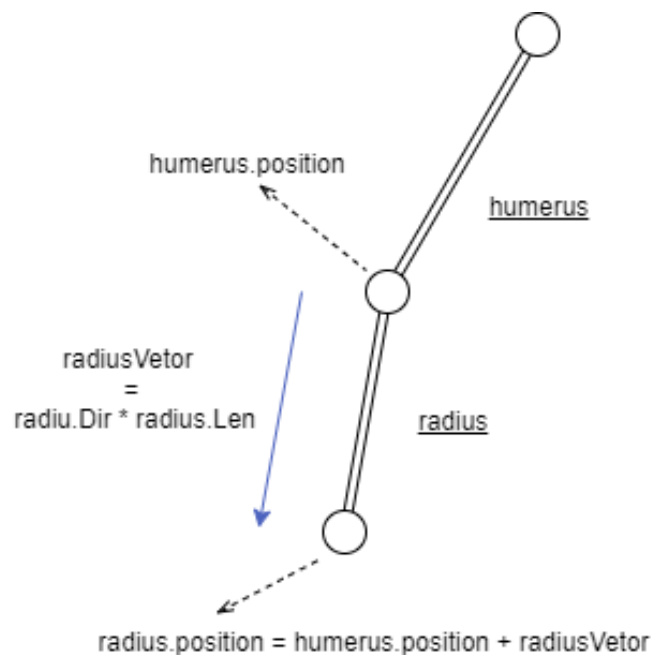 humerus.position
humerus
radiusVetor
=
radiu.Dir * radius.Len
radius
radius.position = humerus.position + radiusVetor